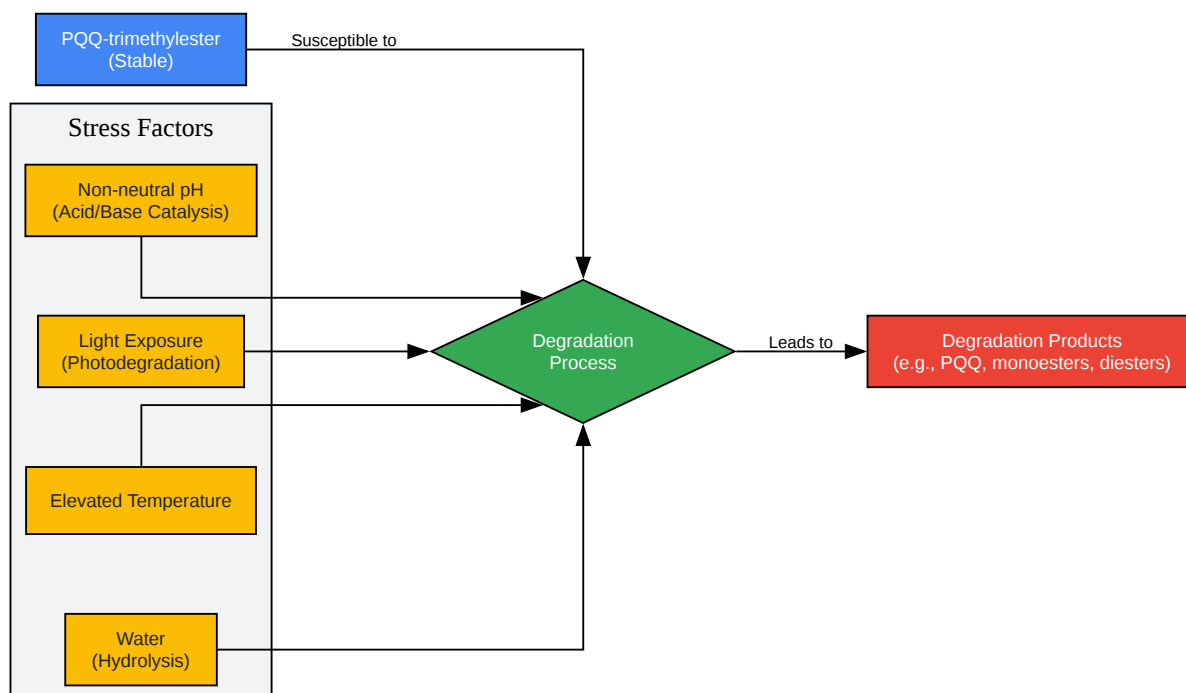 PQQ-trimethylester
(Stable)
Susceptible to
Stress Factors
Non-neutral pH
(Acid/Base Catalysis)
Light Exposure
(Photodegradation)
Degradation
Process
Leads to
Degradation Products
(e.g., PQQ, monoesters, diesters)
Elevated Temperature
Water
(Hydrolysis)